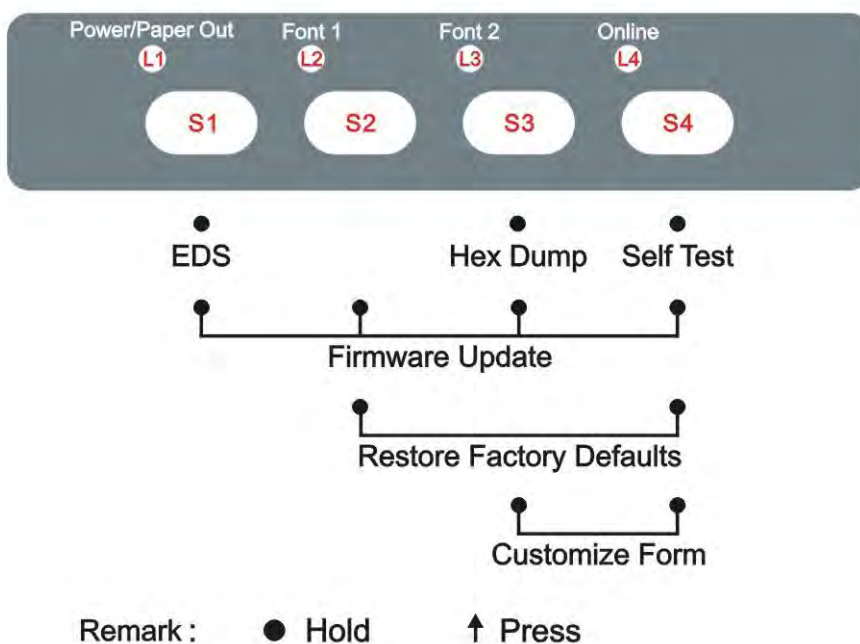 Power/Paper Out Font 1 Font 2 Online
L1 L2 L3 L4
S1 S2 S3 S4
EDS Hex Dump Self Test
Firmware Update
Restore Factory Defaults
Customize Form
Remark : Hold Press